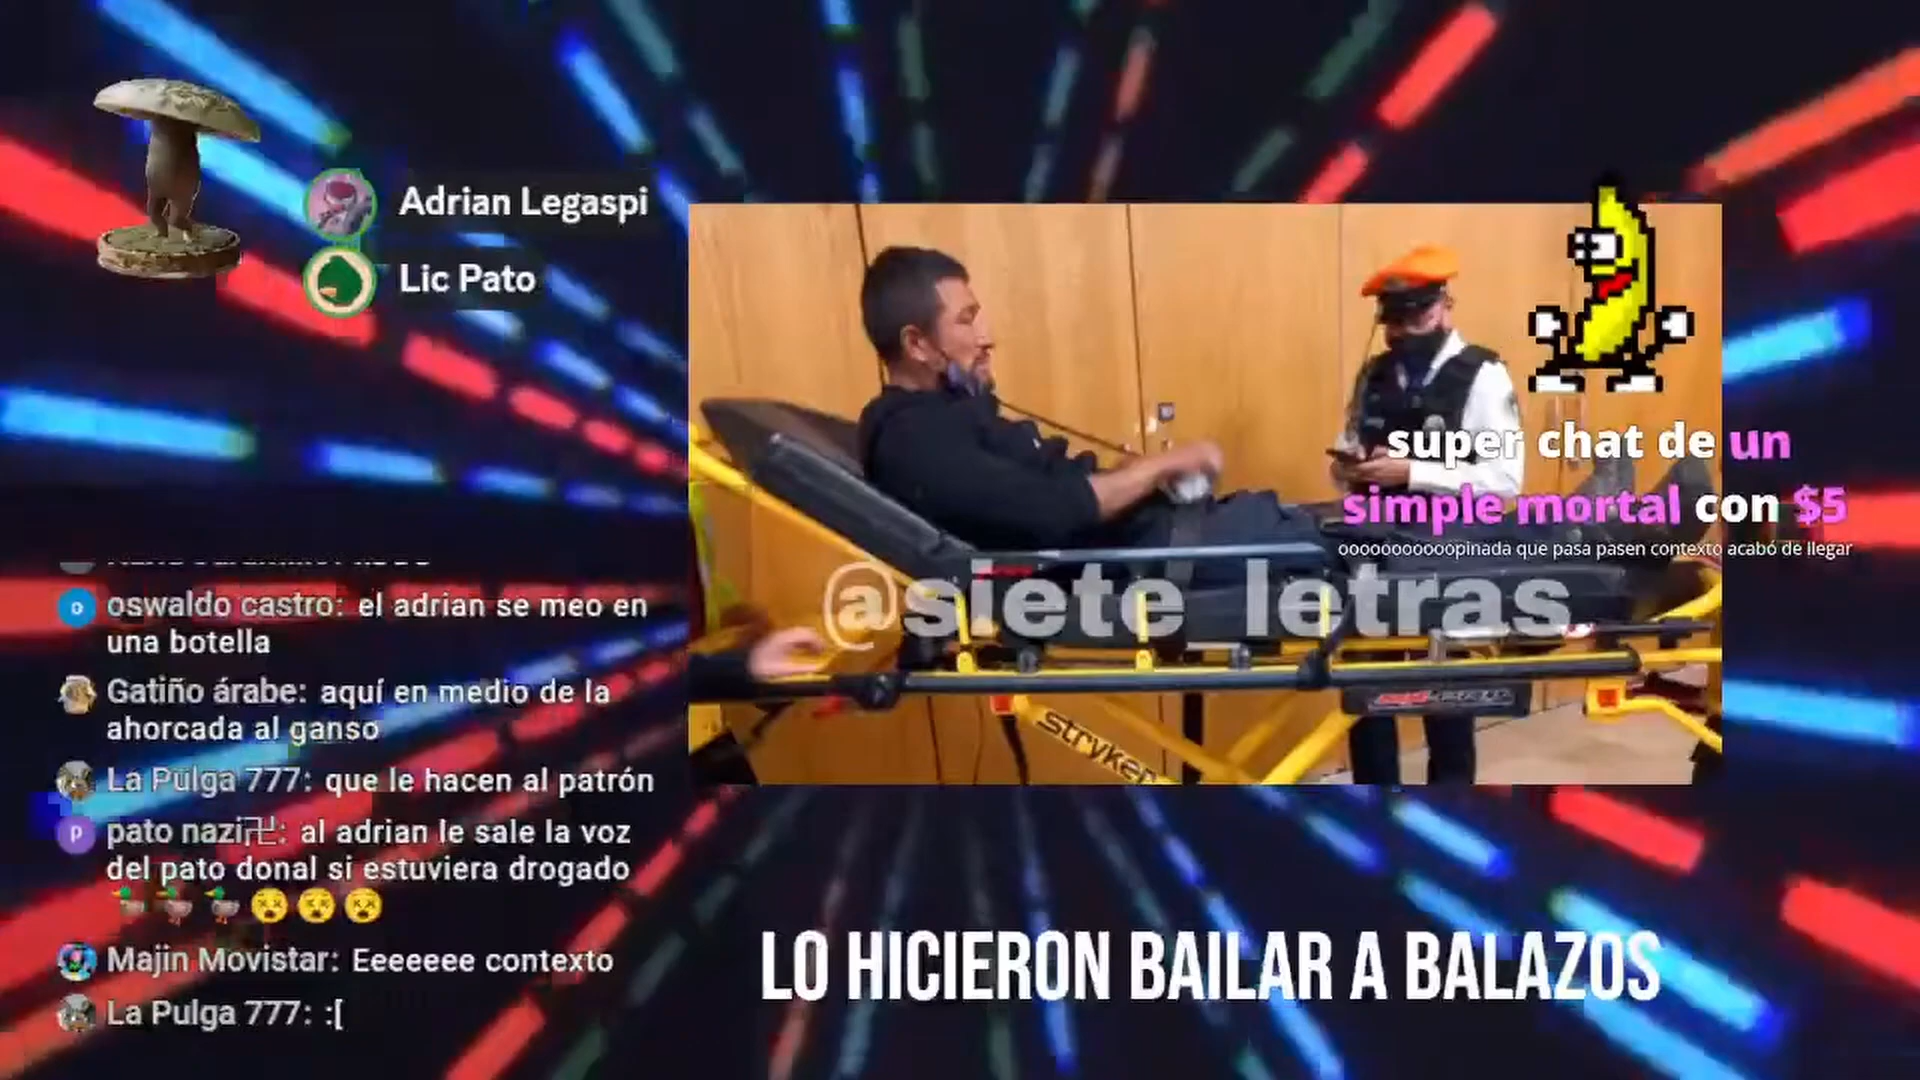 Adrian Legaspi
Lic Pato
super chat de un
simple mortal con $5
ooooooooooopinada que pasa pasen contexto acabó de llegar
@siete_letras
stryker
oswaldo castro: el adrian se meo en
una botella
Gatiño árabe: aquí en medio de la
ahorcada al ganso
La Pulga 777: que le hacen al patrón
pato nazi卍: al adrian le sale la voz
del pato donal si estuviera drogado
Majin Movistar: Eeeeeee contexto
La Pulga 777: :[
LO HICIERON BAILAR A BALAZOS